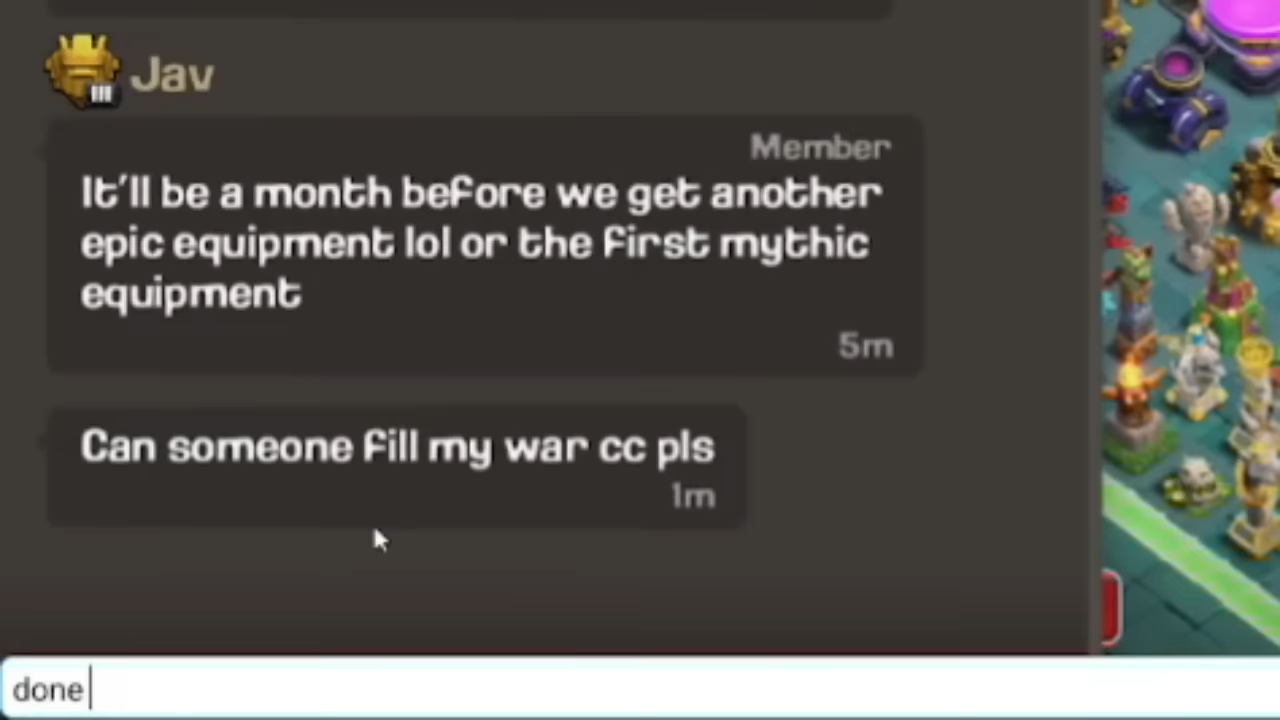 Jav
Member
It'll be a month before we get another
epic equipment lol or the first mythic
equipment
5m
Can someone fill my war cc pls
1m
done